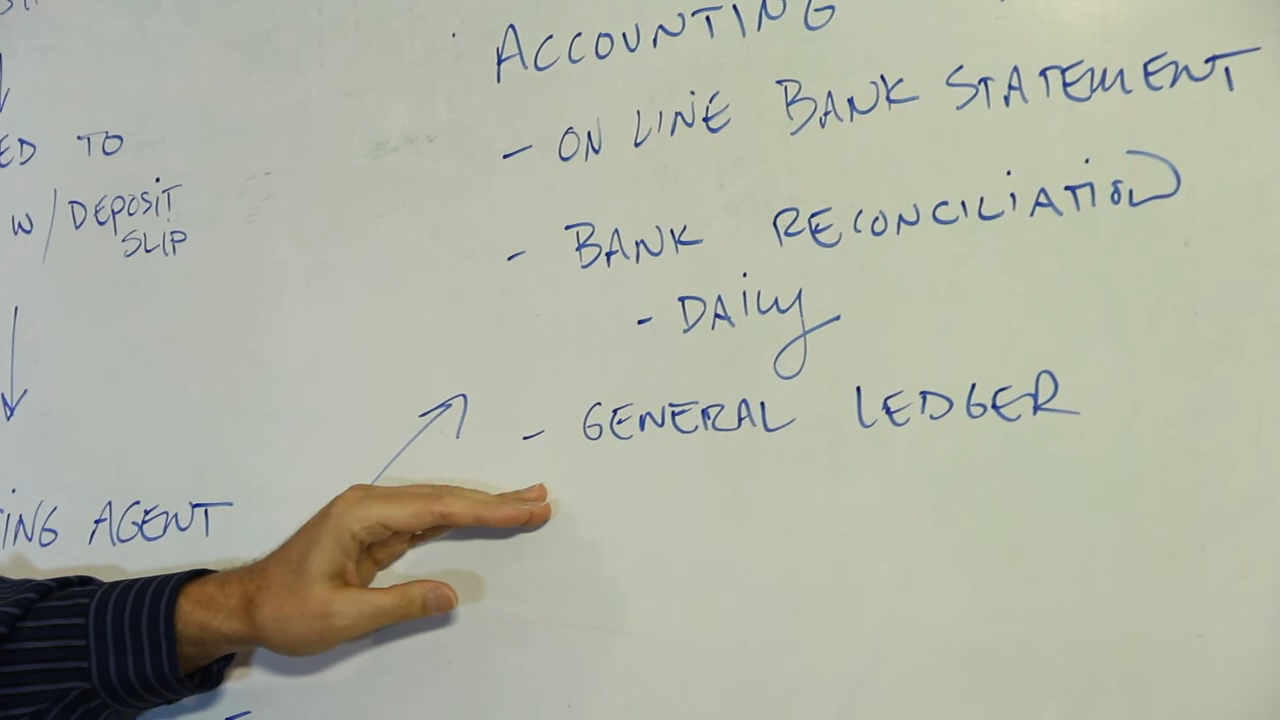 ED TO
W/DEPOSIT
SLIP
ING AGENT
ACCOUNTING
- ON LINE BANK STATEMENT
- BANK RECONCILIATION
- DAILY
- GENERAL LEDGER